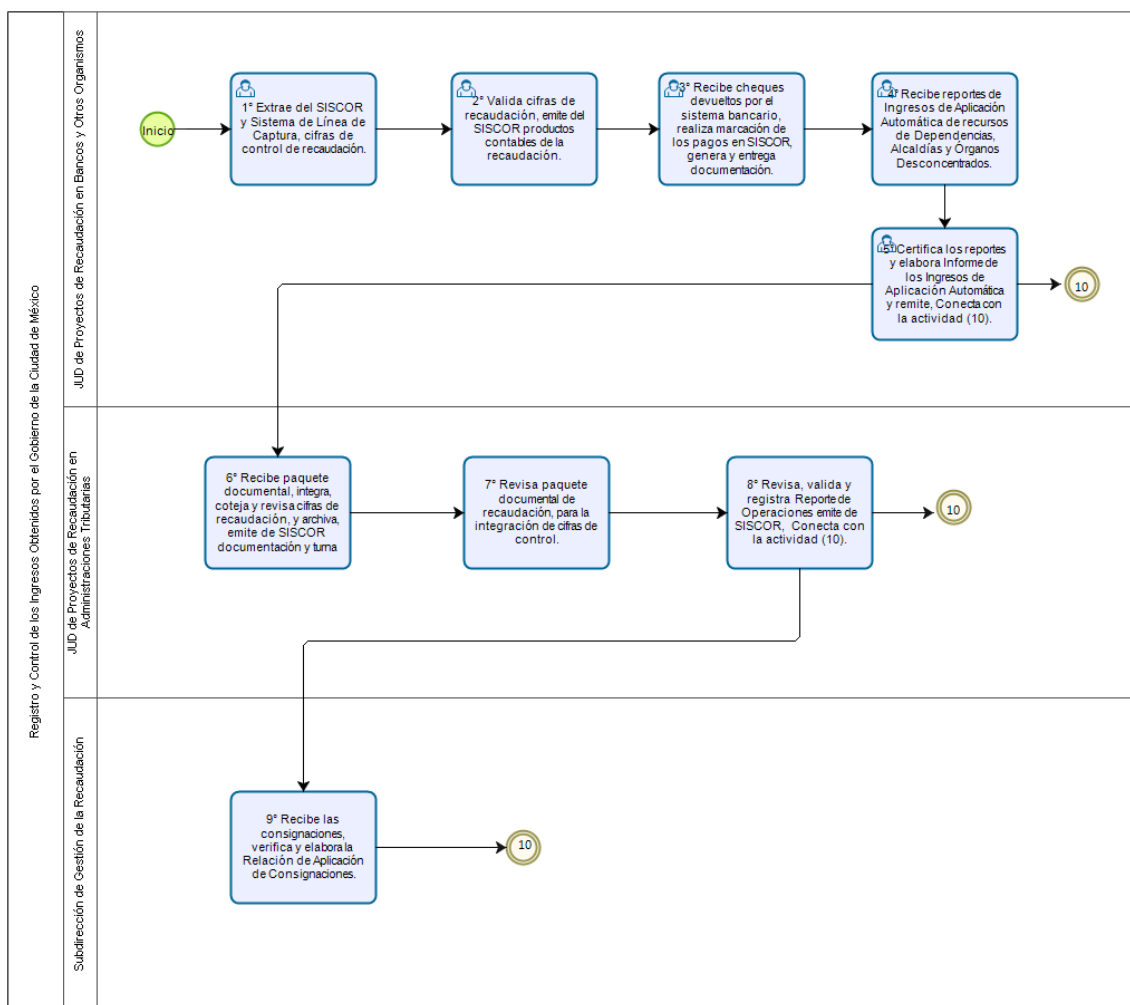 Registro y Control de los Ingresos Obtenidos por el Gobierno de la Ciudad de México
JUD de Proyectos de Recaudación en Bancos y Otros Organismos
Inicio
1° Extrae del SISCOR
y Sistema de Línea de
Captura, cifras de
control de recaudación.
2° Valida cifras de
recaudación, emite del
SISCOR productos
contables de la
recaudación.
3° Recibe cheques
devueltos por el
sistema bancario,
realiza marcación de
los pagos en SISCOR,
genera y entrega
documentación.
4° Recibe reportes de
Ingresos de Aplicación
Automática de recursos
de Dependencias,
Alcaldías y Órganos
Desconcentrados.
5° Certifica los reportes
y elabora Informe de
los Ingresos de
Aplicación Automática
y remite, Conecta con
la actividad (10).
10
JUD de Proyectos de Recaudación en
Administraciones Tributarias
6° Recibe paquete
documental, integra,
coteja y revisa cifras de
recaudación, y archiva,
emite de SISCOR
documentación y turna
7° Revisa paquete
documental de
recaudación, para la
integración de cifras de
control.
8° Revisa, valida y
registra Reporte de
Operaciones emite de
SISCOR, Conecta con
la actividad (10).
10
Subdirección de Gestión de la Recaudación
9° Recibe las
consignaciones,
verifica y elabora la
Relación de Aplicación
de Consignaciones.
10